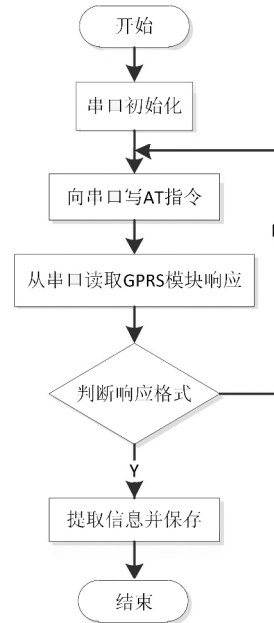 开始
串口初始化
向串口写AT指令
从串口读取GPRS模块响应
判断响应格式
Y
提取信息并保存
结束